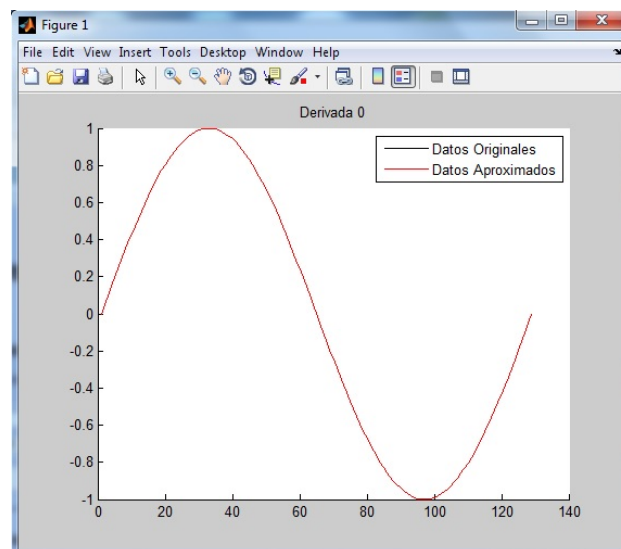 Figure 1
File Edit View Insert Tools Desktop Window Help
Derivada 0
Datos Originales
Datos Aproximados
1
0.8
0.6
0.4
0.2
0
-0.2
-0.4
-0.6
-0.8
-1
0 20 40 60 80 100 120 140